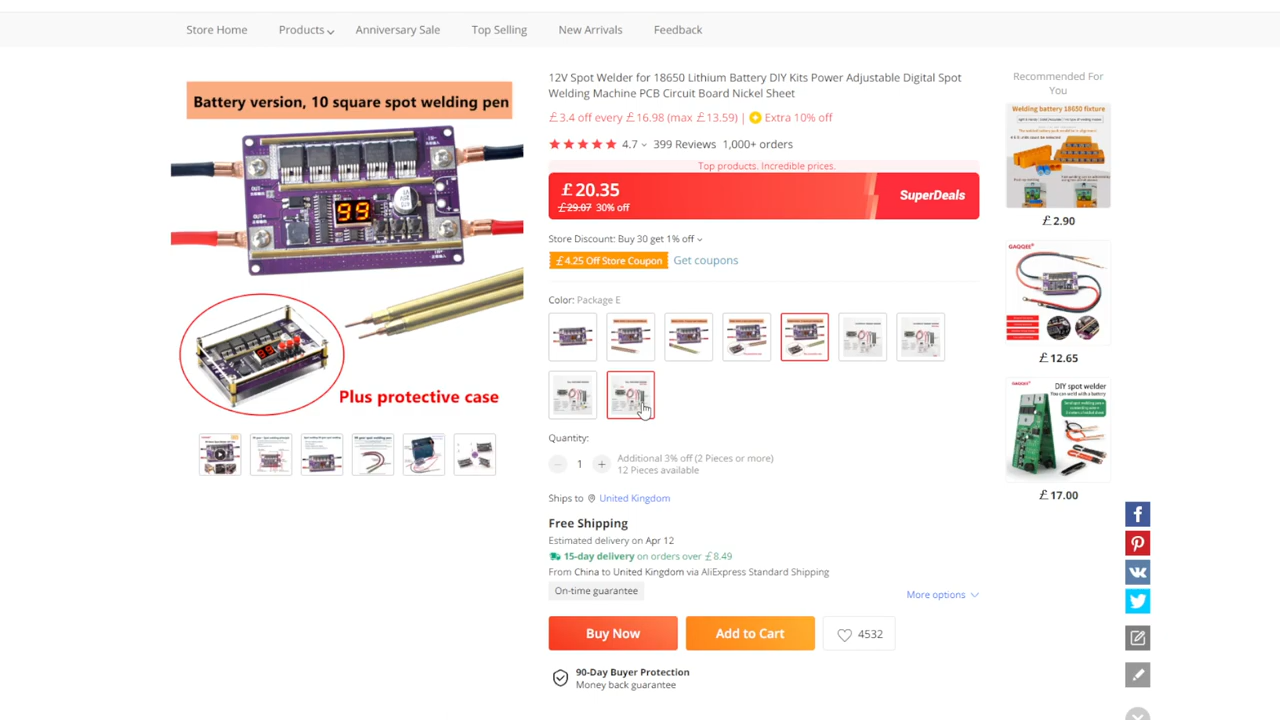 Store Home
Products
Anniversary Sale
Top Selling
New Arrivals
Feedback
Battery version, 10 square spot welding pen
99
Plus protective case
12V Spot Welder for 18650 Lithium Battery DIY Kits Power Adjustable Digital Spot
Welding Machine PCB Circuit Board Nickel Sheet
£3.4 off every £16.98 (max £13.59) | Extra 10% off
4.7
399 Reviews
1,000+ orders
Top products. Incredible prices.
£20.35
£29.07 30% off
SuperDeals
Store Discount: Buy 30 get 1% off
£4.25 Off Store Coupon
Get coupons
Color: Package E
Quantity:
1
Additional 3% off (2 Pieces or more)
12 Pieces available
Ships to United Kingdom
Free Shipping
Estimated delivery on Apr 12
15-day delivery on orders over £8.49
From China to United Kingdom via AliExpress Standard Shipping
On-time guarantee
More options
Buy Now
Add to Cart
4532
90-Day Buyer Protection
Money back guarantee
Recommended For
You
Welding battery 18650 fixture
£2.90
£12.65
DIY spot welder
You can weld with a battery
£17.00